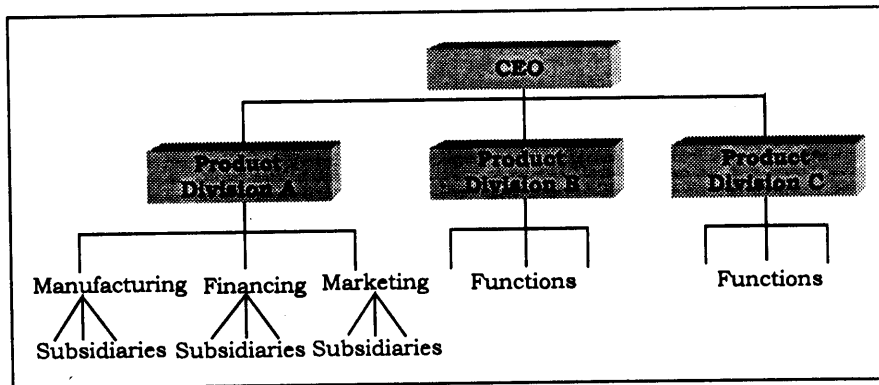 CEO
Product
Division A
Product
Division B
Product
Division C
Manufacturing Financing Marketing Functions Functions
Subsidiaries Subsidiaries Subsidiaries